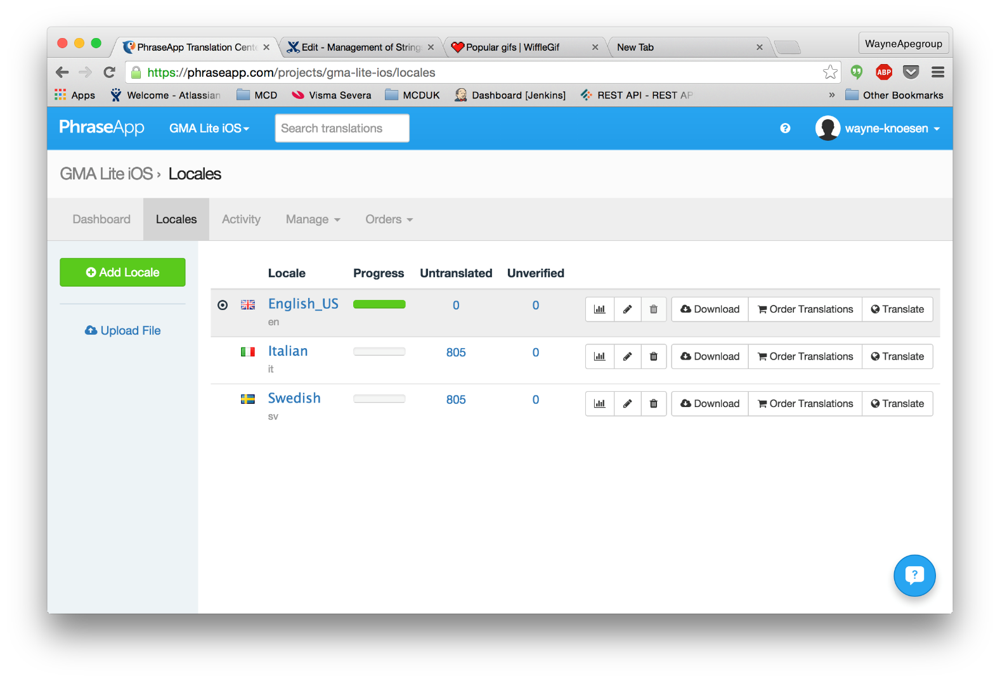 PhraseApp Translation Cente
Edit - Management of String
Popular gifs | WiffleGif
New Tab
WayneApegroup
https://phraseapp.com/projects/gma-lite-ios/locales
ABP
Apps
Welcome - Atlassian
MCD
Visma Severa
MCDUK
Dashboard [Jenkins]
REST API - REST AP
»
Other Bookmarks
PhraseApp
GMA Lite iOS
Search translations
?
wayne-knoesen
GMA Lite iOS › Locales
Dashboard
Locales
Activity
Manage
Orders
Add Locale
Upload File
Locale Progress Untranslated Unverified
English_US 0 0 Download Order Translations Translate
en
Italian 805 0 Download Order Translations Translate
it
Swedish 805 0 Download Order Translations Translate
sv
?